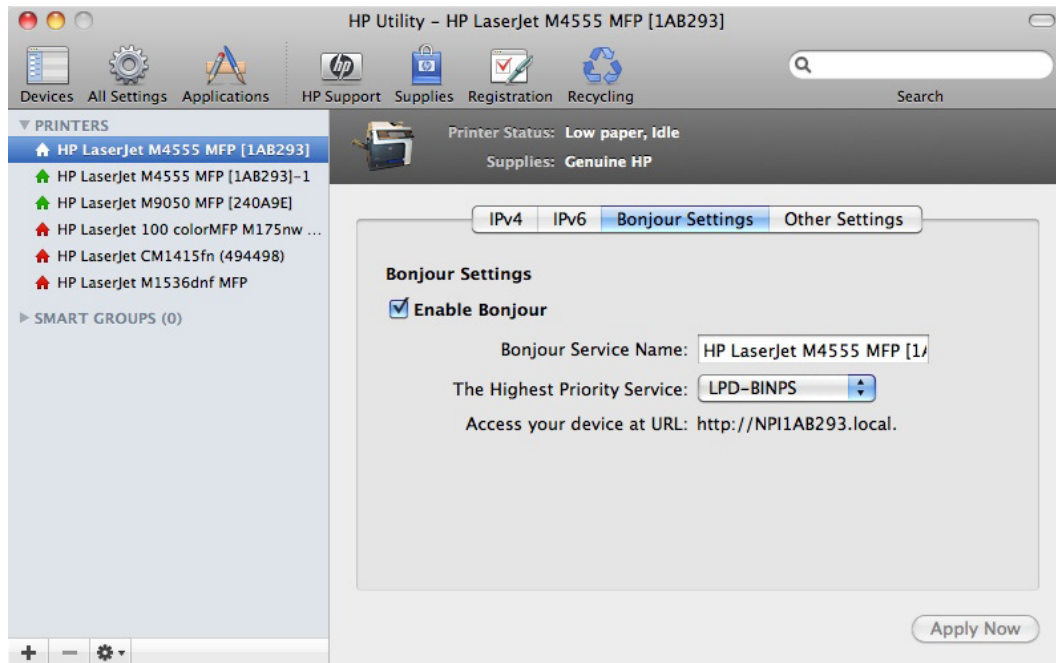 HP Utility – HP LaserJet M4555 MFP [1AB293]
Devices All Settings Applications HP Support Supplies Registration Recycling Search
PRINTERS
HP LaserJet M4555 MFP [1AB293]
HP LaserJet M4555 MFP [1AB293]-1
HP LaserJet M9050 MFP [240A9E]
HP LaserJet 100 colorMFP M175nw ...
HP LaserJet CM1415fn (494498)
HP LaserJet M1536dnf MFP
SMART GROUPS (0)
Printer Status: Low paper, Idle
Supplies: Genuine HP
IPv4 IPv6 Bonjour Settings Other Settings
Bonjour Settings
Enable Bonjour
Bonjour Service Name: HP LaserJet M4555 MFP [1A
The Highest Priority Service: LPD-BINPS
Access your device at URL: http://NPI1AB293.local.
Apply Now